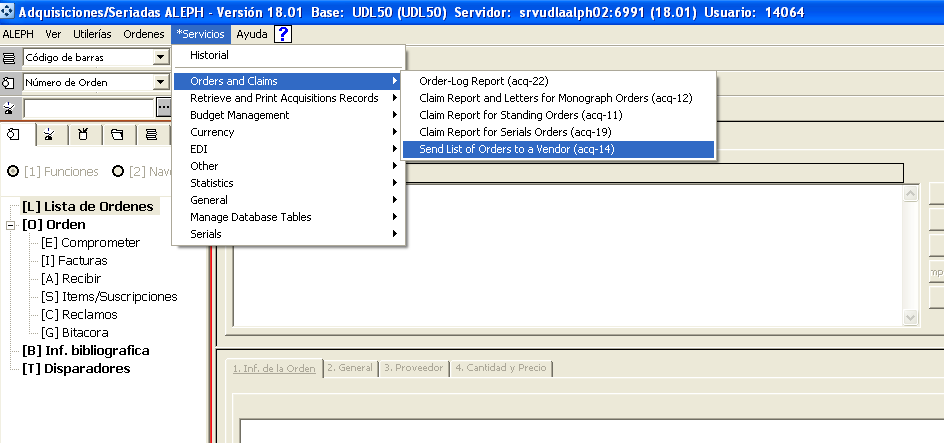 Adquisiciones/Seriadas ALEPH - Versión 18.01 Base: UDL50 (UDL50) Servidor: srvudlaalph02:6991 (18.01) Usuario: 14064
ALEPH Ver Utilerías Ordenes *Servicios Ayuda ?
Código de barras
Número de Orden
...
[1] Funciones [2] Nav
Historial
Orders and Claims
Retrieve and Print Acquisitions Records
Budget Management
Currency
EDI
Other
Statistics
General
Manage Database Tables
Serials
Order-Log Report (acq-22)
Claim Report and Letters for Monograph Orders (acq-12)
Claim Report for Standing Orders (acq-11)
Claim Report for Serials Orders (acq-19)
Send List of Orders to a Vendor (acq-14)
[L] Lista de Ordenes
[O] Orden
[E] Comprometer
[I] Facturas
[A] Recibir
[S] Items/Suscripciones
[C] Reclamos
[G] Bitacora
[B] Inf. bibliografica
[T] Disparadores
mp
1. Inf. de la Orden 2. General 3. Proveedor 4. Cantidad y Precio